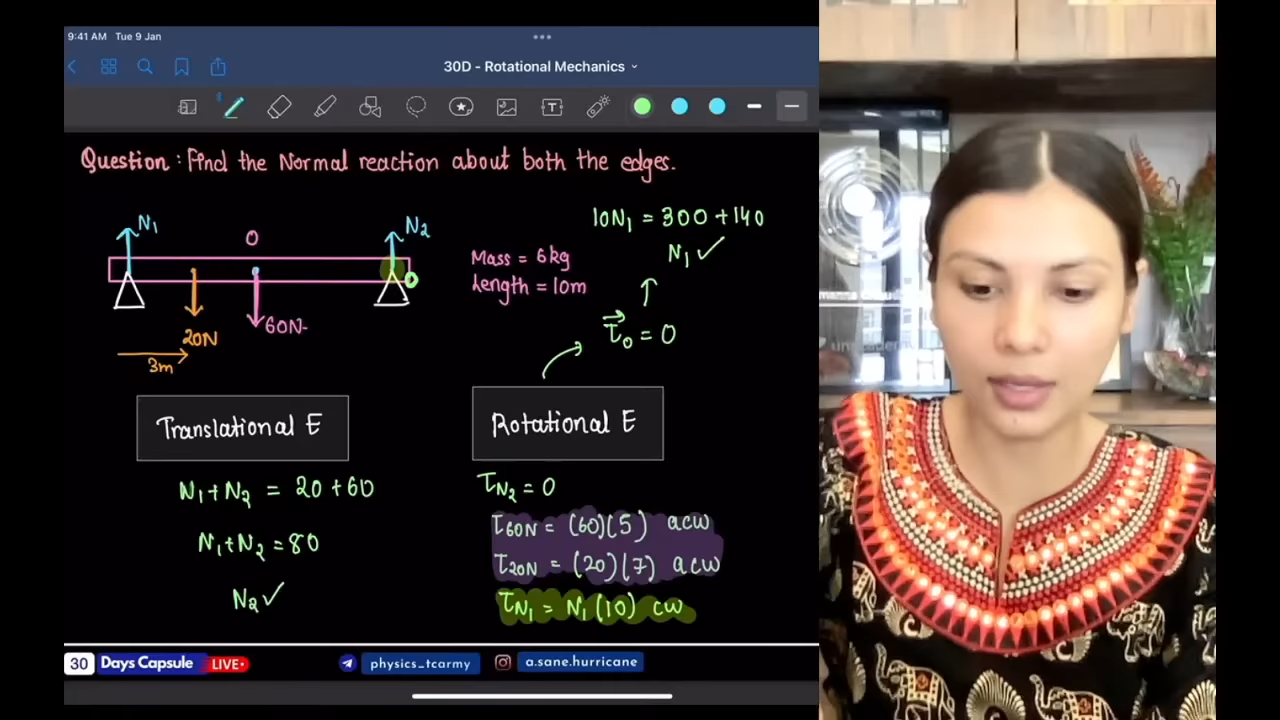 9:41 AM Tue 9 Jan
30D - Rotational Mechanics
Question : Find the Normal reaction about both the edges.
N₁
O
N₂
20N
60N
3m
O
Mass = 6kg
Length = 10m
10N₁ = 300 + 140
N₁ ✓
τ⃗₀ = 0
Translational E
N₁+N₂ = 20+60
N₁+N₂ = 80
N₂ ✓
Rotational E
τN₂ = 0
τ60N = (60)(5) acw
τ20N = (20)(7) acw
τN₁ = N₁(10) cw
30 Days Capsule LIVE
physics_tcarmy
a.sane.hurricane